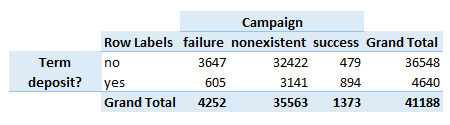 Campaign
Row Labels failure nonexistent success Grand Total
Term no 3647 32422 479 36548
deposit? yes 605 3141 894 4640
Grand Total 4252 35563 1373 41188